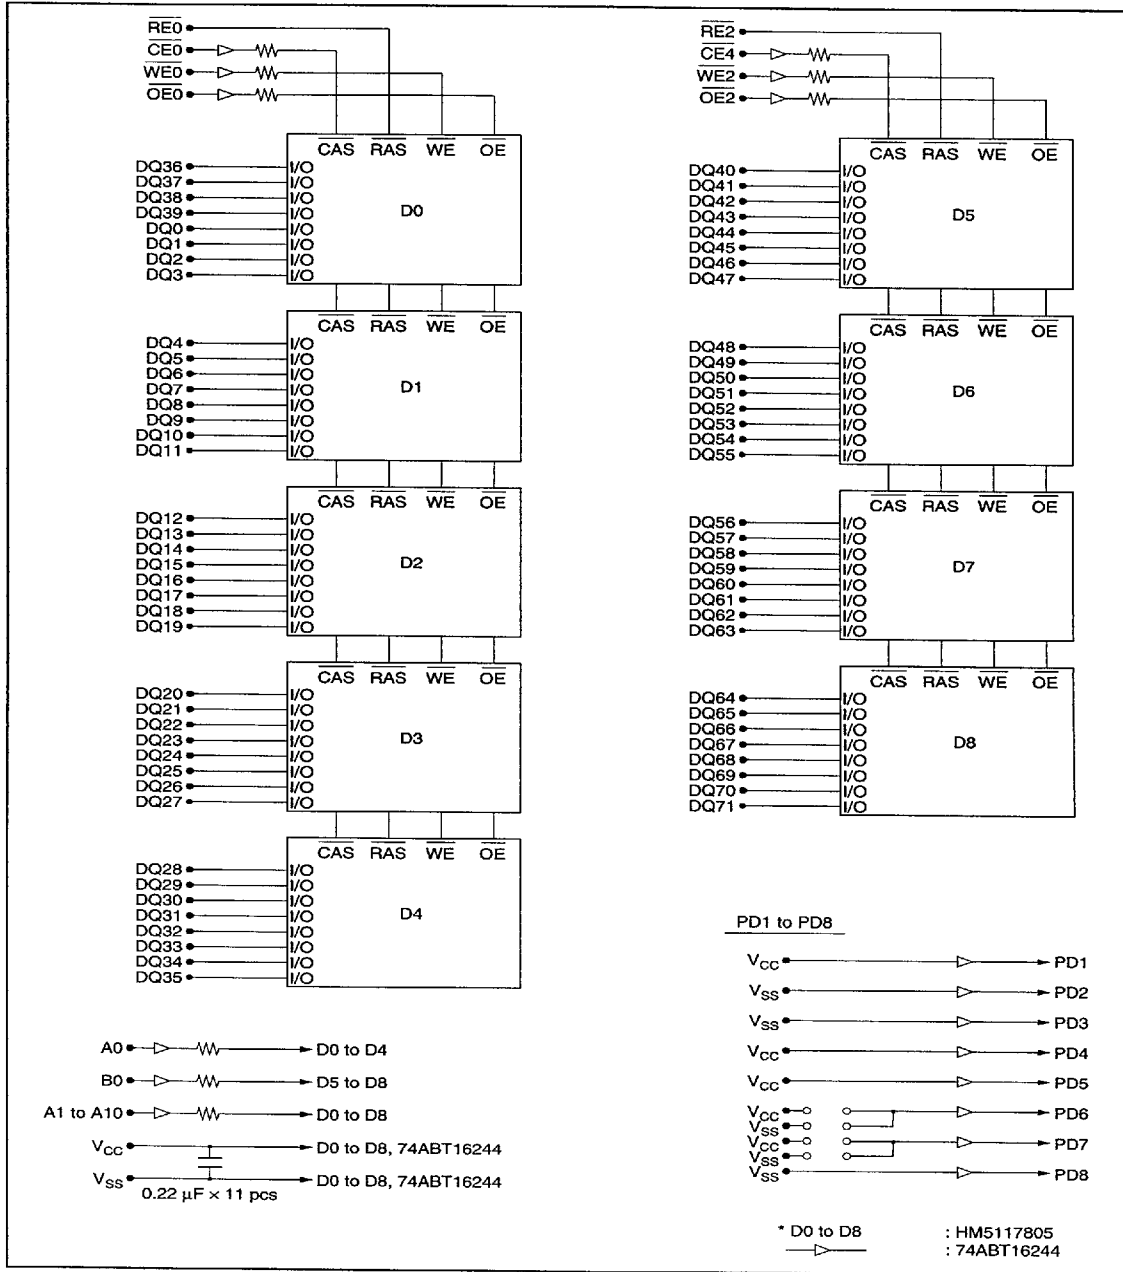 RE0
CE0
WE0
OE0
CAS RAS WE OE
D0
DQ36 I/O
DQ37 I/O
DQ38 I/O
DQ39 I/O
DQ0 I/O
DQ1 I/O
DQ2 I/O
DQ3 I/O
CAS RAS WE OE
D1
DQ4 I/O
DQ5 I/O
DQ6 I/O
DQ7 I/O
DQ8 I/O
DQ9 I/O
DQ10 I/O
DQ11 I/O
CAS RAS WE OE
D2
DQ12 I/O
DQ13 I/O
DQ14 I/O
DQ15 I/O
DQ16 I/O
DQ17 I/O
DQ18 I/O
DQ19 I/O
CAS RAS WE OE
D3
DQ20 I/O
DQ21 I/O
DQ22 I/O
DQ23 I/O
DQ24 I/O
DQ25 I/O
DQ26 I/O
DQ27 I/O
CAS RAS WE OE
D4
DQ28 I/O
DQ29 I/O
DQ30 I/O
DQ31 I/O
DQ32 I/O
DQ33 I/O
DQ34 I/O
DQ35 I/O
A0 D0 to D4
B0 D5 to D8
A1 to A10 D0 to D8
VCC D0 to D8, 74ABT16244
VSS D0 to D8, 74ABT16244
0.22 µF × 11 pcs
RE2
CE4
WE2
OE2
CAS RAS WE OE
D5
DQ40 I/O
DQ41 I/O
DQ42 I/O
DQ43 I/O
DQ44 I/O
DQ45 I/O
DQ46 I/O
DQ47 I/O
CAS RAS WE OE
D6
DQ48 I/O
DQ49 I/O
DQ50 I/O
DQ51 I/O
DQ52 I/O
DQ53 I/O
DQ54 I/O
DQ55 I/O
CAS RAS WE OE
D7
DQ56 I/O
DQ57 I/O
DQ58 I/O
DQ59 I/O
DQ60 I/O
DQ61 I/O
DQ62 I/O
DQ63 I/O
CAS RAS WE OE
D8
DQ64 I/O
DQ65 I/O
DQ66 I/O
DQ67 I/O
DQ68 I/O
DQ69 I/O
DQ70 I/O
DQ71 I/O
PD1 to PD8
VCC PD1
VSS PD2
VSS PD3
VCC PD4
VCC PD5
VCC PD6
VSS
VCC PD7
VSS
VSS PD8
* D0 to D8 : HM5117805
: 74ABT16244